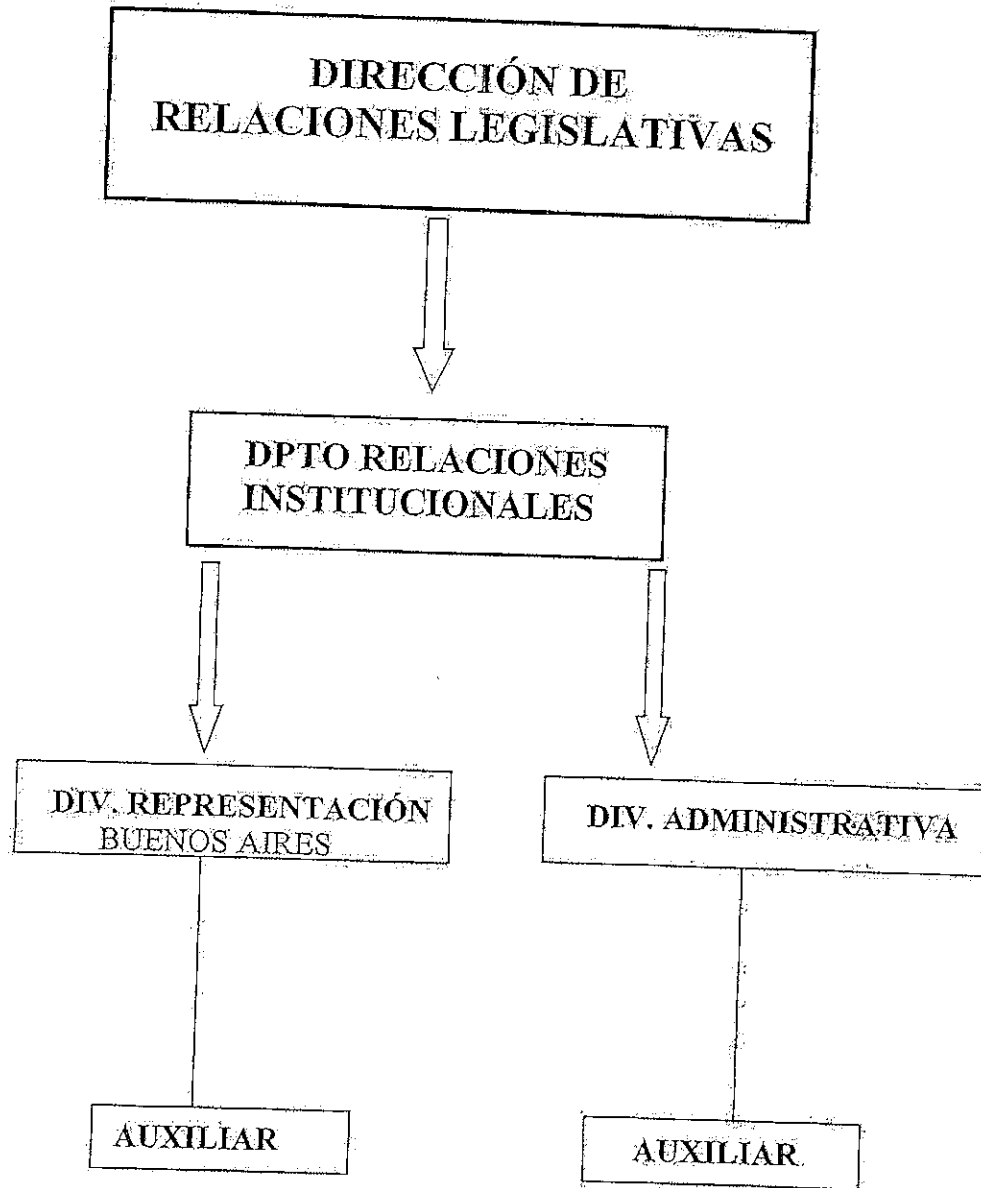 DIRECCIÓN DE
RELACIONES LEGISLATIVAS
DPTO RELACIONES
INSTITUCIONALES
DIV. REPRESENTACIÓN
BUENOS AIRES
DIV. ADMINISTRATIVA
AUXILIAR
AUXILIAR